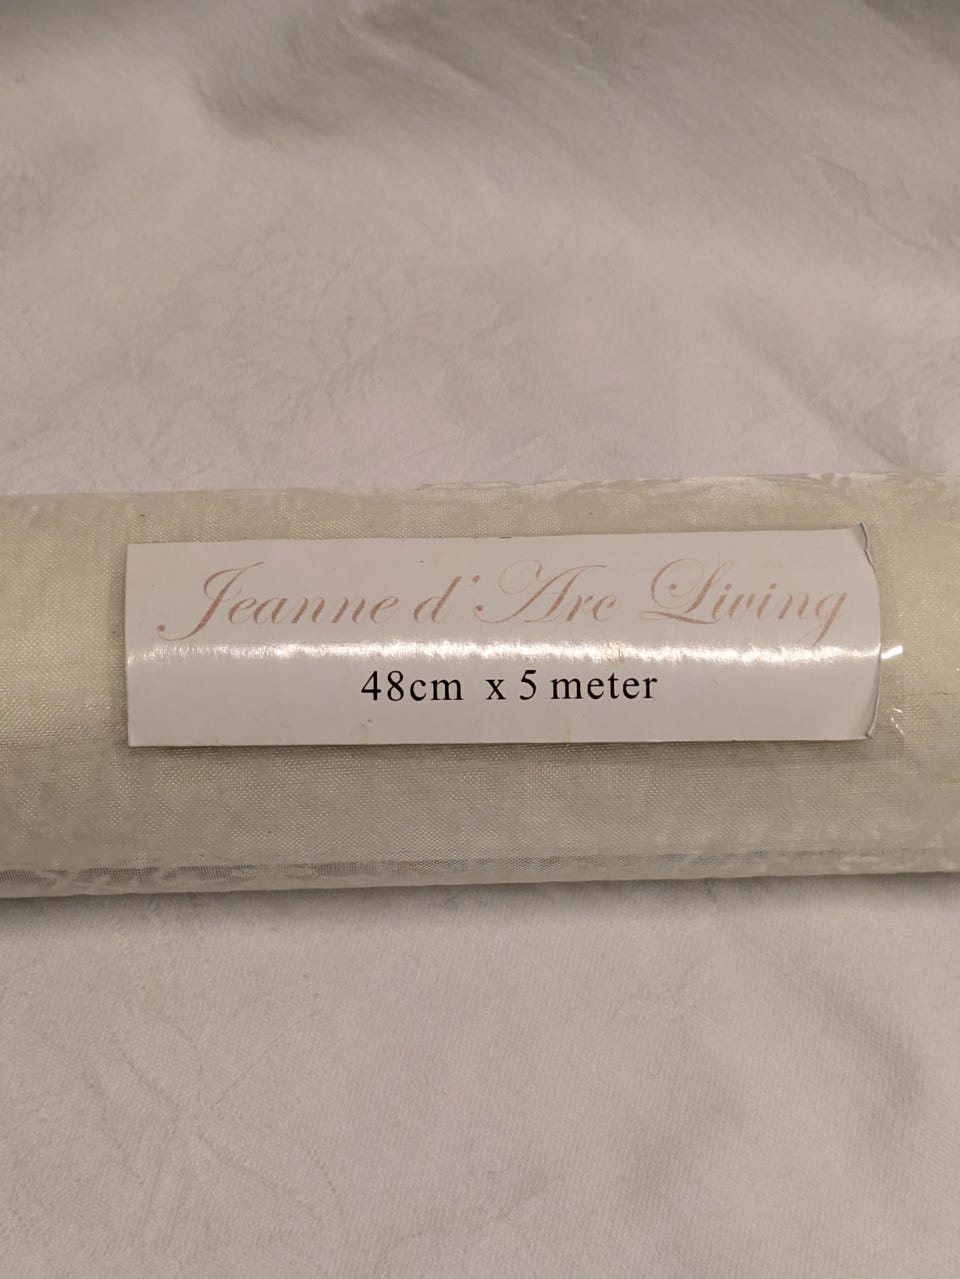 Jeanne d'Arc Living
48cm x 5 meter